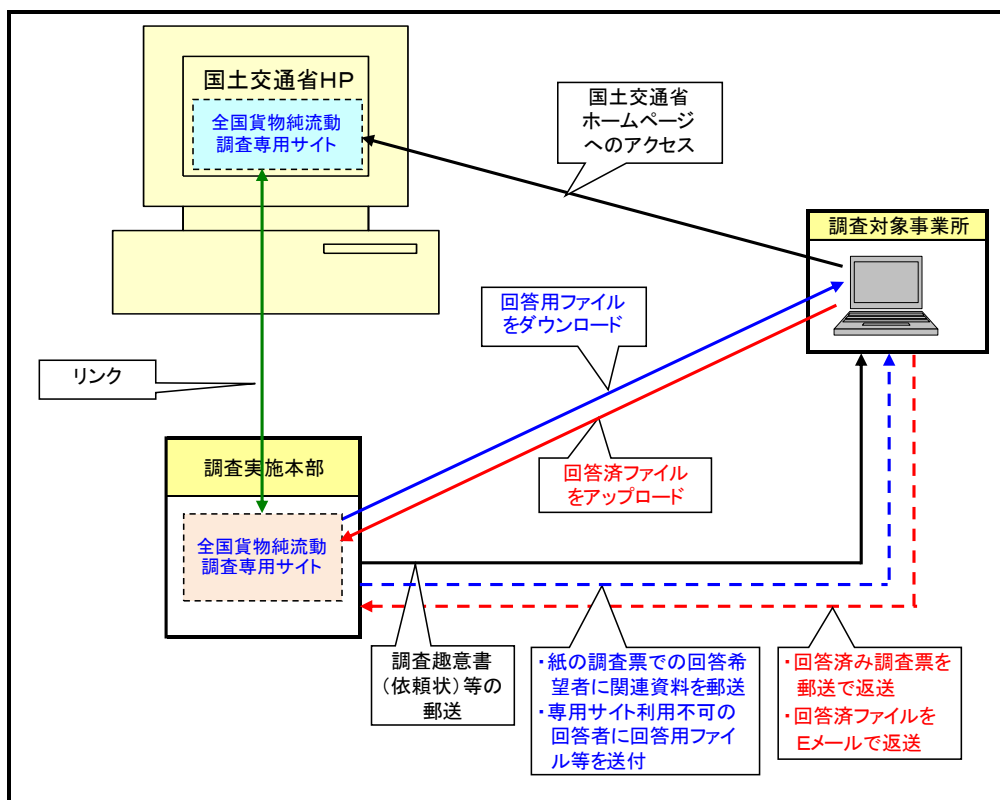 国土交通省HP
全国貨物純流動
調査専用サイト
国土交通省
ホームページ
へのアクセス
調査対象事業所
回答用ファイル
をダウンロード
リンク
回答済ファイル
をアップロード
調査実施本部
全国貨物純流動
調査専用サイト
調査趣意書
(依頼状)等の
郵送
・紙の調査票での回答希
望者に関連資料を郵送
・専用サイト利用不可の
回答者に回答用ファイ
ル等を送付
・回答済み調査票を
郵送で返送
・回答済ファイルを
Eメールで返送